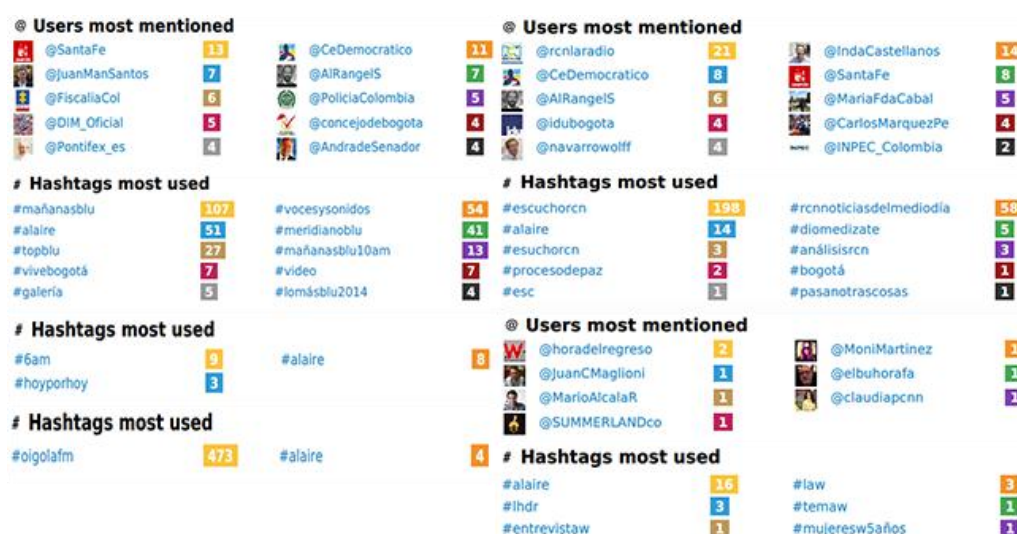 @ Users most mentioned
@SantaFe 13 @CeDemocratico 11
@JuanManSantos 7 @AlRangelS 7
@FiscaliaCol 6 @PoliciaColombia 5
@DIM_Oficial 5 @concejodebogota 4
@Pontifex_es 4 @AndradeSenador 4
# Hashtags most used
#mañanasblu 107 #vocesysonidos 54
#alaire 51 #meridianoblu 41
#topblu 27 #mañanasblu10am 13
#vivebogotá 7 #video 7
#galería 5 #lomásblu2014 4
# Hashtags most used
#6am 9 #alaire 8
#hoyporhoy 3
# Hashtags most used
#oigolafm 473 #alaire 4
@ Users most mentioned
@rcnlaradio 21 @IndaCastellanos 14
@CeDemocratico 8 @SantaFe 8
@AlRangelS 6 @MariaFdaCabal 5
@idubogota 4 @CarlosMarquezPe 4
@navarrowolff 4 @INPEC_Colombia 2
# Hashtags most used
#escuchorcn 198 #rcnnoticiasdelmediodía 58
#alaire 14 #diomedizate 5
#esuchorcn 3 #análisisrcn 3
#procesodepaz 2 #bogotá 1
#esc 1 #pasanotrascosas 1
@ Users most mentioned
@horadelregreso 2 @MoniMartinez 1
@JuanCMaglioni 1 @elbuhorafa 1
@MarioAlcalaR 1 @claudiapcnn 1
@SUMMERLANDco 1
# Hashtags most used
#alaire 16 #law 3
#lhdr 3 #temaw 1
#entrevistaw 1 #mujeresw5años 1